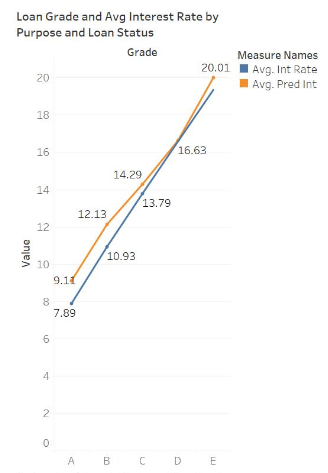 Loan Grade and Avg Interest Rate by
Purpose and Loan Status
Grade
Measure Names
Avg. Int Rate
Avg. Pred Int
Value
20
18
16
14
12
10
8
6
4
2
0
20.01
16.63
14.29
13.79
12.13
10.93
9.11
7.89
A B C D E